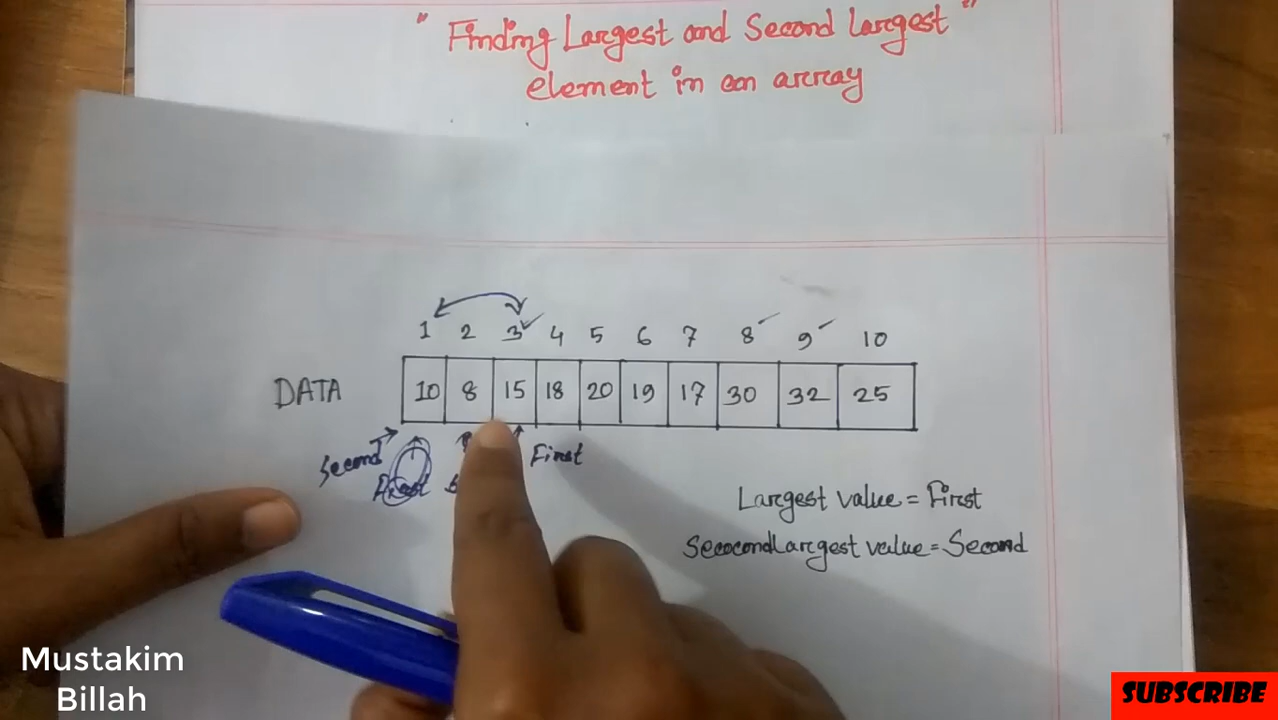 " Finding Largest and Second largest "
element in an array
1 2 3 4 5 6 7 8 9 10
DATA 10 8 15 18 20 19 17 30 32 25
Second First
First
Largest value = First
SecocondLargest value = Second
Mustakim
Billah
SUBSCRIBE